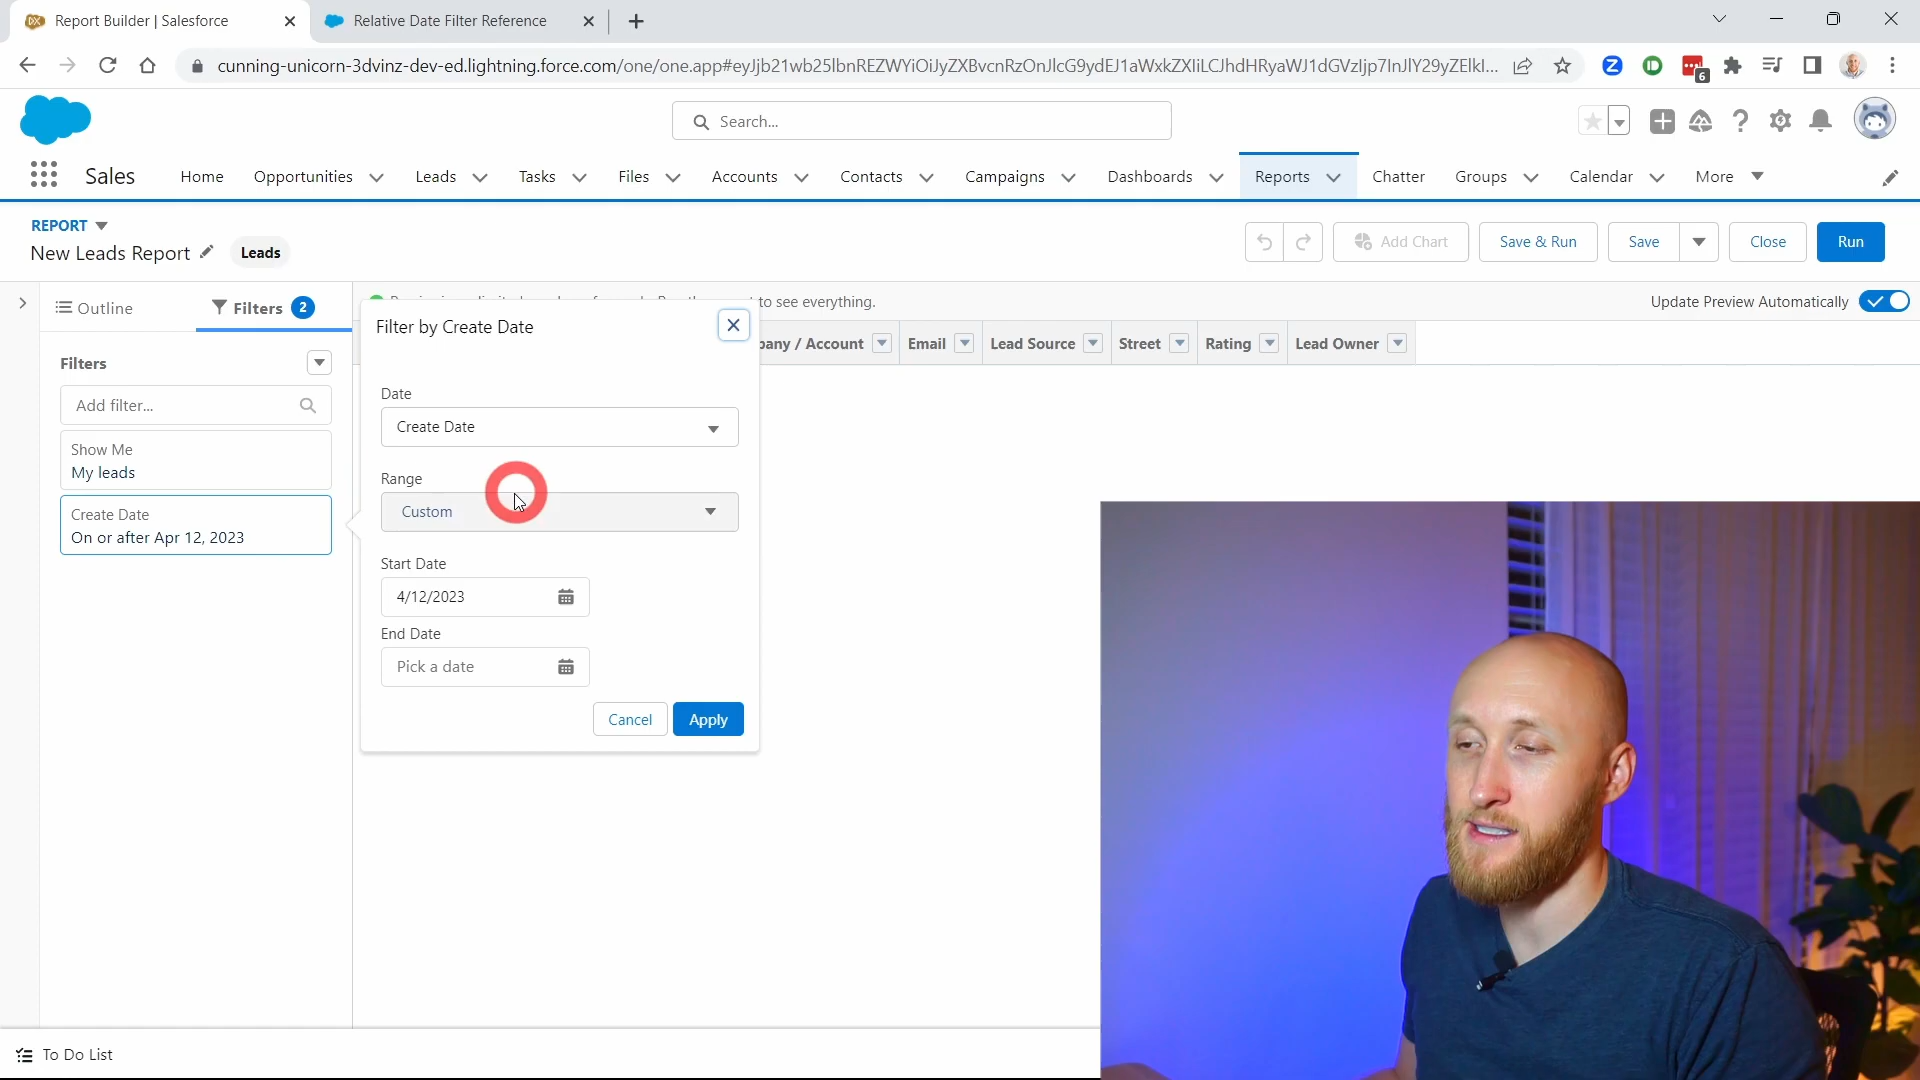 Report Builder | Salesforce
Relative Date Filter Reference
cunning-unicorn-3dvinz-dev-ed.lightning.force.com/one/one.app#eyJjb21wb25lbnREZWYiOiJyZXBvcnRzOnJlcG9ydEJ1aWxkZXIiLCJhdHRyaWJ1dGVzIjp7InJlY29yZElkI...
6
Search...
Sales
Home
Opportunities
Leads
Tasks
Files
Accounts
Contacts
Campaigns
Dashboards
Reports
Chatter
Groups
Calendar
More
REPORT
New Leads Report
Leads
Add Chart
Save & Run
Save
Close
Run
Outline
Filters 2
to see everything.
Update Preview Automatically
Filters
Add filter...
Show Me
My leads
Create Date
On or after Apr 12, 2023
Filter by Create Date
Date
Create Date
Range
Custom
Start Date
4/12/2023
End Date
Pick a date
Cancel
Apply
/ Account
Email
Lead Source
Street
Rating
Lead Owner
To Do List